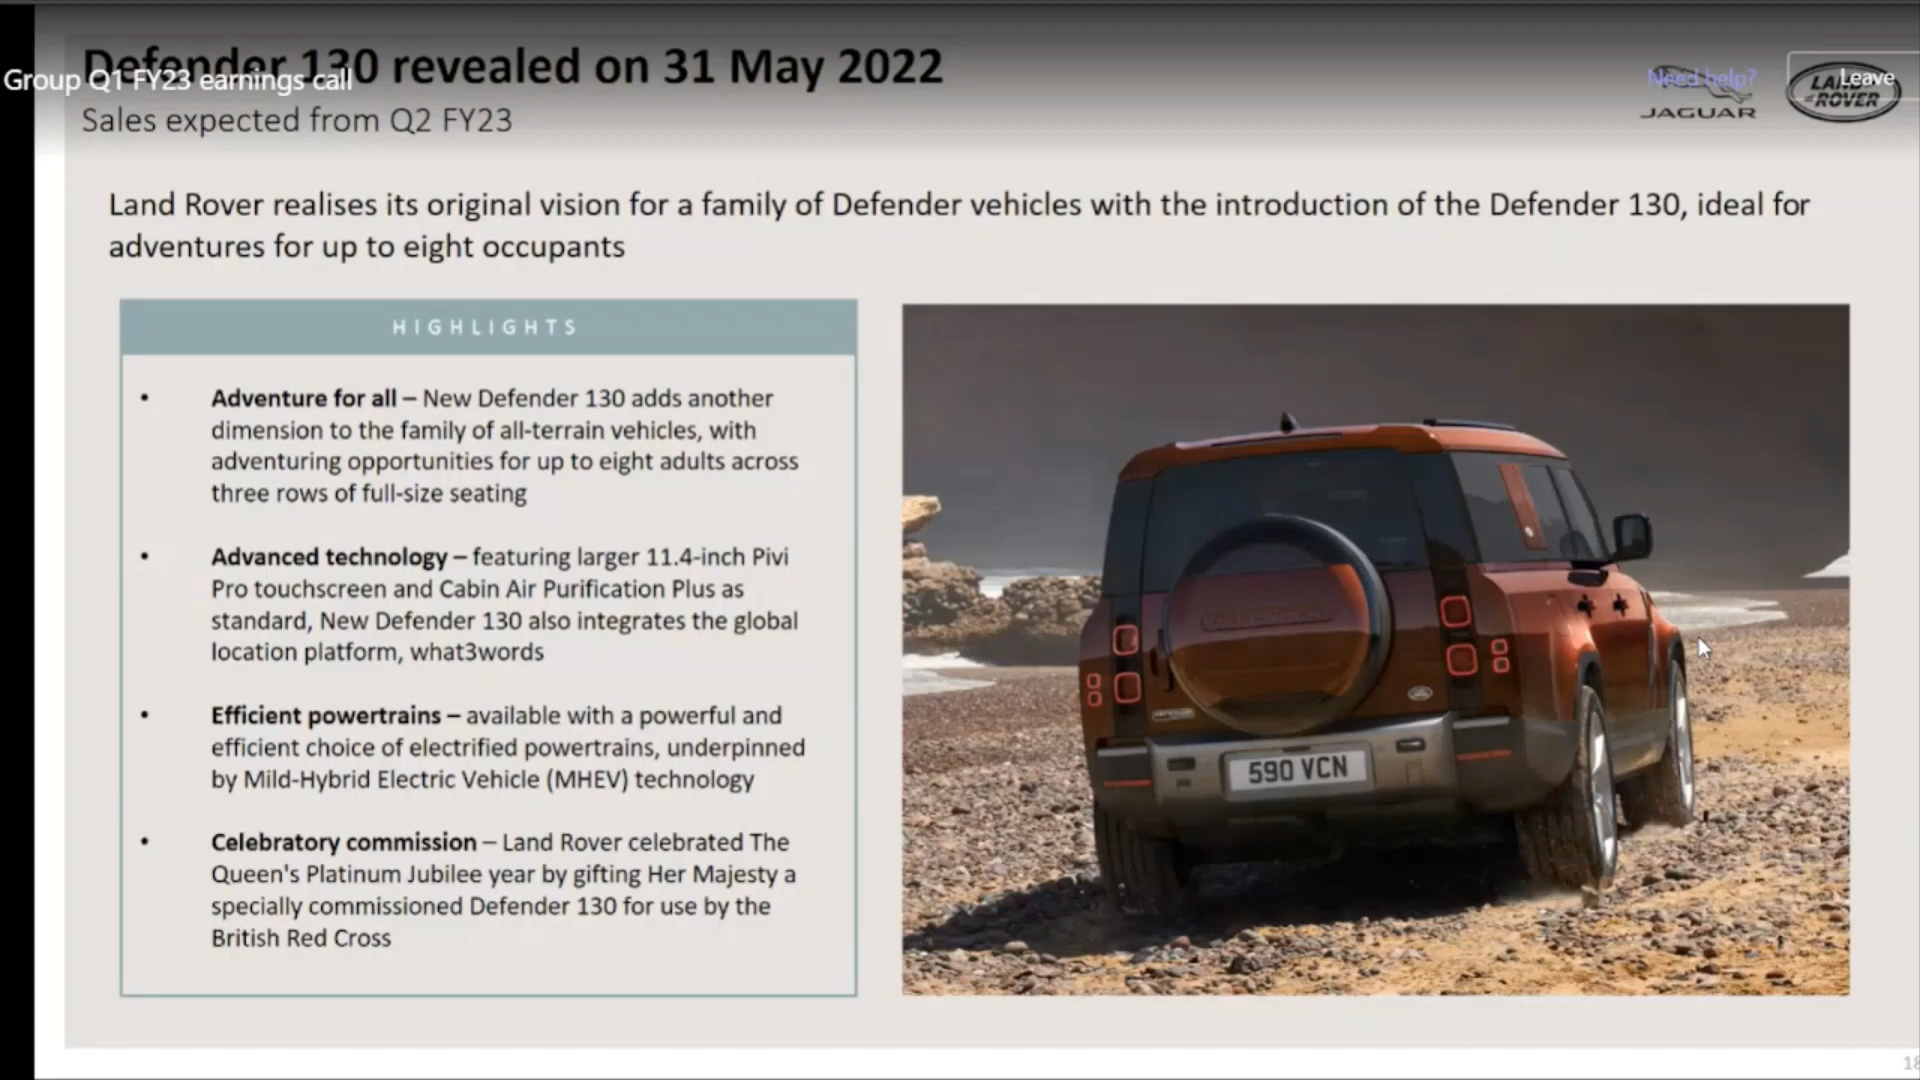 Defender 130 revealed on 31 May 2022
Group Q1 FY23 earnings call
Need help?
Leave
JAGUAR
LAND
ROVER
Sales expected from Q2 FY23
Land Rover realises its original vision for a family of Defender vehicles with the introduction of the Defender 130, ideal for
adventures for up to eight occupants
HIGHLIGHTS
• Adventure for all – New Defender 130 adds another
dimension to the family of all-terrain vehicles, with
adventuring opportunities for up to eight adults across
three rows of full-size seating
• Advanced technology – featuring larger 11.4-inch Pivi
Pro touchscreen and Cabin Air Purification Plus as
standard, New Defender 130 also integrates the global
location platform, what3words
• Efficient powertrains – available with a powerful and
efficient choice of electrified powertrains, underpinned
by Mild-Hybrid Electric Vehicle (MHEV) technology
• Celebratory commission – Land Rover celebrated The
Queen's Platinum Jubilee year by gifting Her Majesty a
specially commissioned Defender 130 for use by the
British Red Cross
590 VCN